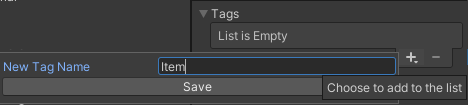 Tags
List is Empty
New Tag Name Item
Save
Choose to add to the list